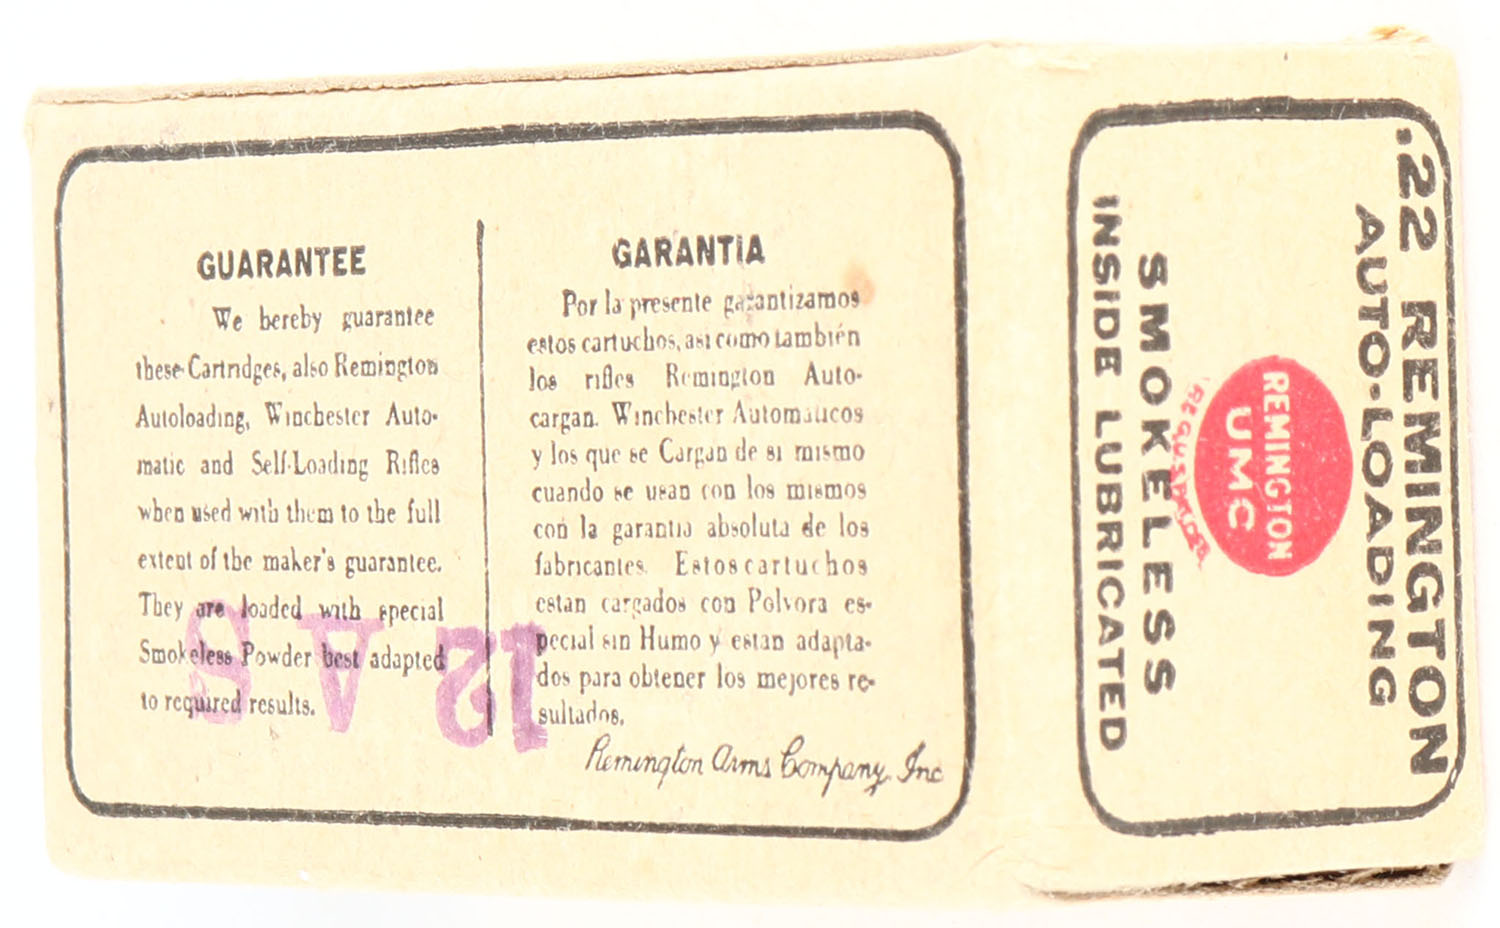 GUARANTEE
We hereby guarantee
these Cartridges, also Remington
Autoloading, Winchester Auto-
matic and Self-Loading Rifles
when used with them to the full
extent of the maker's guarantee.
They are loaded with special
Smokeless Powder best adapted
to required results.
GARANTIA
Por la presente garantizamos
estos cartuchos, asi como también
los rifles Remington Auto-
cargan. Winchester Automaticos
y los que se Cargan de si mismo
cuando se usan con los mismos
con la garantia absoluta de los
fabricantes. Estos cartuchos
estan cargados con Polvora es-
pecial sin Humo y estan adapta-
dos para obtener los mejores re-
sultados.
Remington Arms Company, Inc
.22 REMINGTON
AUTO-LOADING
REMINGTON
UMC
SMOKELESS
INSIDE LUBRICATED